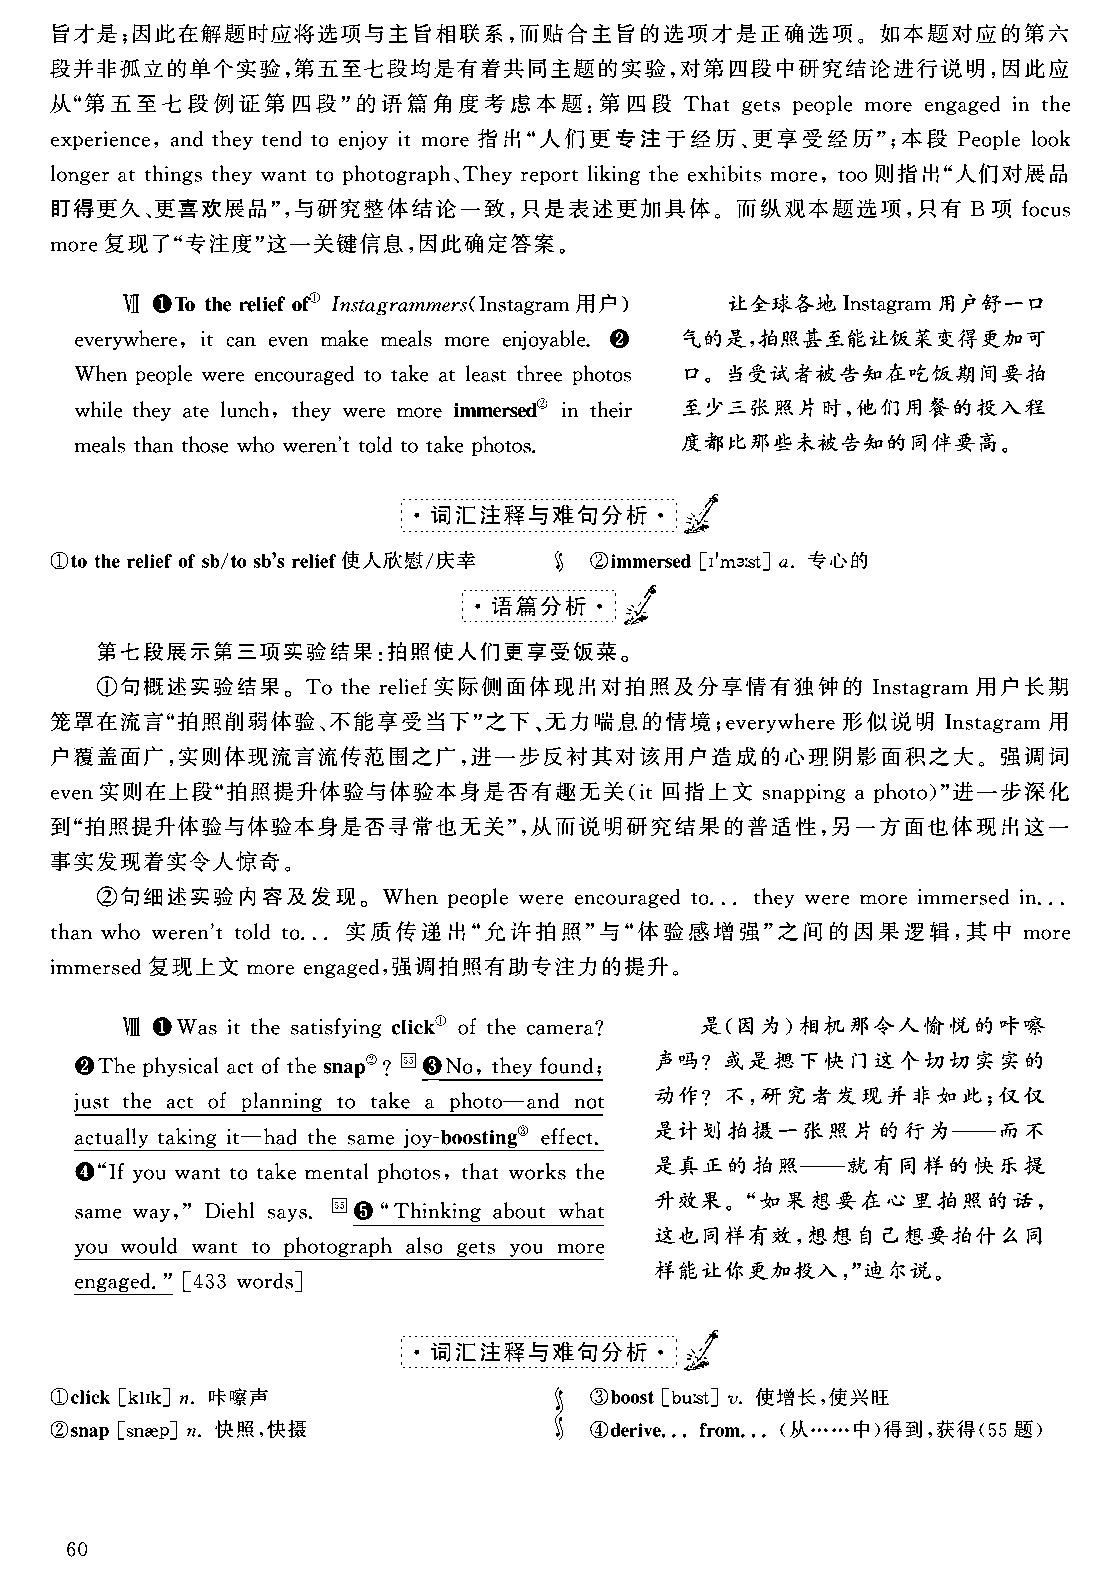 旨才是;因此在解题时应将选项与主旨相联系,而贴合主旨的选项才是正确选项。如本题对应的第六
段并非孤立的单个实验,第五至七段均是有着共同主题的实验,对第四段中研究结论进行说明,因此应
从“第五至七段例证第四段”的语篇角度考虑本题:第四段 That gets people more engaged in the
experience, and they tend to enjoy it more 指出“人们更专注于经历、更享受经历”;本段 People look
longer at things they want to photograph、They report liking the exhibits more, too 则指出“人们对展品
盯得更久、更喜欢展品”,与研究整体结论一致,只是表述更加具体。而纵观本题选项,只有 B 项 focus
more 复现了“专注度”这一关键信息,因此确定答案。
Ⅶ ❶To the relief of① Instagrammers(Instagram 用户)
everywhere, it can even make meals more enjoyable. ❷
When people were encouraged to take at least three photos
while they ate lunch, they were more immersed② in their
meals than those who weren't told to take photos.
让全球各地 Instagram 用户舒一口
气的是,拍照甚至能让饭菜变得更加可
口。当受试者被告知在吃饭期间要拍
至少三张照片时,他们用餐的投入程
度都比那些未被告知的同伴要高。
·词汇注释与难句分析·
①to the relief of sb/to sb's relief 使人欣慰/庆幸
②immersed [ɪˈmɜːst] a. 专心的
·语篇分析·
第七段展示第三项实验结果:拍照使人们更享受饭菜。
①句概述实验结果。To the relief 实际侧面体现出对拍照及分享情有独钟的 Instagram 用户长期
笼罩在流言“拍照削弱体验、不能享受当下”之下、无力喘息的情境;everywhere 形似说明 Instagram 用
户覆盖面广,实则体现流言流传范围之广,进一步反衬其对该用户造成的心理阴影面积之大。强调词
even 实则在上段“拍照提升体验与体验本身是否有趣无关(it 回指上文 snapping a photo)”进一步深化
到“拍照提升体验与体验本身是否寻常也无关”,从而说明研究结果的普适性,另一方面也体现出这一
事实发现着实令人惊奇。
②句细述实验内容及发现。When people were encouraged to... they were more immersed in...
than who weren't told to... 实质传递出“允许拍照”与“体验感增强”之间的因果逻辑,其中 more
immersed 复现上文 more engaged,强调拍照有助专注力的提升。
Ⅷ ❶Was it the satisfying click① of the camera?
❷The physical act of the snap②? 53 ❸No, they found;
just the act of planning to take a photo—and not
actually taking it—had the same joy-boosting③ effect.
❹“If you want to take mental photos, that works the
same way,” Diehl says. 55 ❺“Thinking about what
you would want to photograph also gets you more
engaged.” [433 words]
是(因为)相机那令人愉悦的咔嚓
声吗?或是摁下快门这个切切实实的
动作?不,研究者发现并非如此;仅仅
是计划拍摄一张照片的行为——而不
是真正的拍照——就有同样的快乐提
升效果。“如果想要在心里拍照的话,
这也同样有效,想想自己想要拍什么同
样能让你更加投入,”迪尔说。
·词汇注释与难句分析·
①click [klɪk] n. 咔嚓声
②snap [snæp] n. 快照,快摄
③boost [buːst] v. 使增长,使兴旺
④derive... from... (从……中)得到,获得(55 题)
60